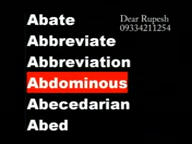 Abate
Dear Rupesh
09334211254
Abbreviate
Abbreviation
Abdominous
Abecedarian
Abed